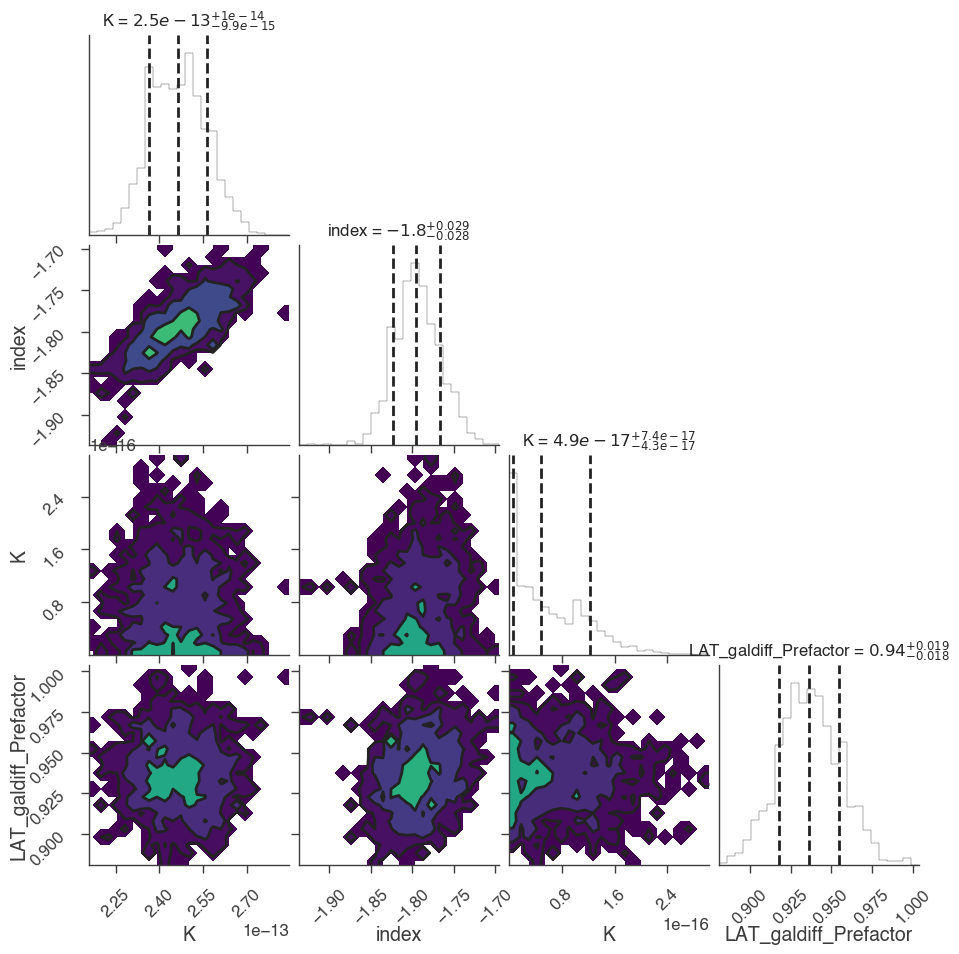 K = 2.5e−13 +1e−14 −9.9e−15
index = −1.8 +0.029 −0.028
−1.70
−1.75
−1.80
−1.85
−1.90
index
1e−16
K = 4.9e−17 +7.4e−17 −4.3e−17
2.4
1.6
0.8
K
LAT_galdiff_Prefactor = 0.94 +0.019 −0.018
1.000
0.975
0.950
0.925
0.900
LAT_galdiff_Prefactor
2.25 2.40 2.55 2.70
1e−13
K
−1.90 −1.85 −1.80 −1.75 −1.70
index
0.8 1.6 2.4
1e−16
K
0.900 0.925 0.950 0.975 1.000
LAT_galdiff_Prefactor